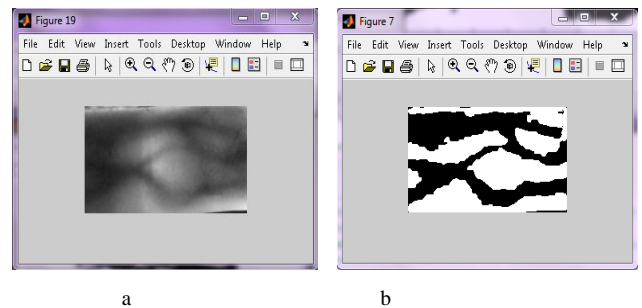 Figure 19
File Edit View Insert Tools Desktop Window Help
Figure 7
File Edit View Insert Tools Desktop Window Help
a
b